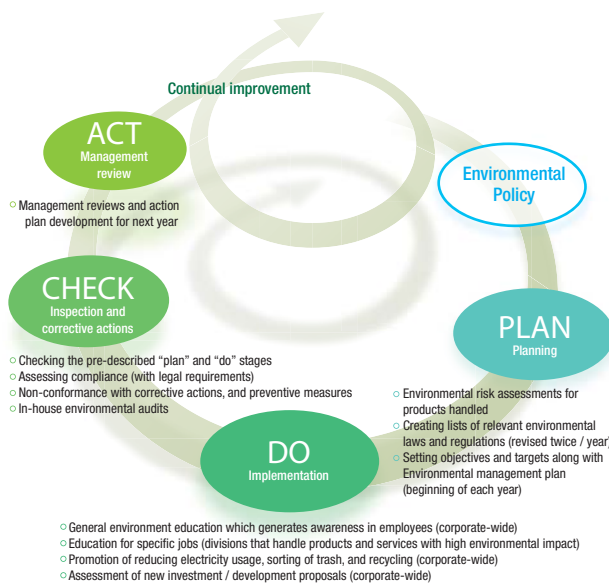 Continual improvement
ACT
Management
review
Environmental
Policy
○ Management reviews and action
plan development for next year
CHECK
Inspection and
corrective actions
PLAN
Planning
○ Checking the pre-described “plan” and “do” stages
○ Assessing compliance (with legal requirements)
○ Non-conformance with corrective actions, and preventive measures
○ In-house environmental audits
○ Environmental risk assessments for
products handled
○ Creating lists of relevant environmental
laws and regulations (revised twice / year)
○ Setting objectives and targets along with
Environmental management plan
(beginning of each year)
DO
Implementation
○ General environment education which generates awareness in employees (corporate-wide)
○ Education for specific jobs (divisions that handle products and services with high environmental impact)
○ Promotion of reducing electricity usage, sorting of trash, and recycling (corporate-wide)
○ Assessment of new investment / development proposals (corporate-wide)